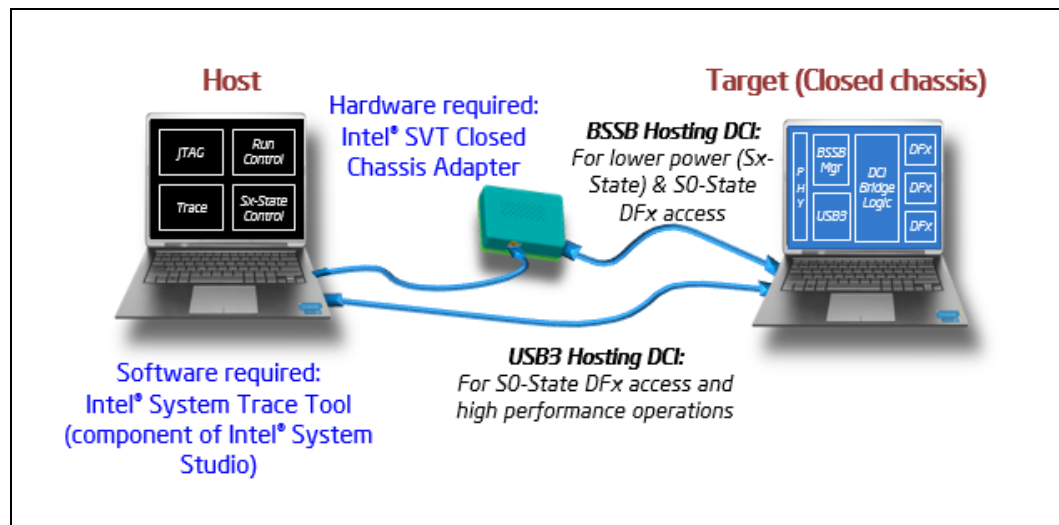 Host
Target (Closed chassis)
Hardware required:
Intel® SVT Closed
Chassis Adapter
BSSB Hosting DCI:
For lower power (Sx-
State) & S0-State
DFx access
JTAG
Run
Control
Trace
Sx-State
Control
P
H
Y
BSSB
Mgr
USB3
DCI
Bridge
Logic
DFx
DFx
DFx
USB3 Hosting DCI:
For S0-State DFx access and
high performance operations
Software required:
Intel® System Trace Tool
(component of Intel® System
Studio)